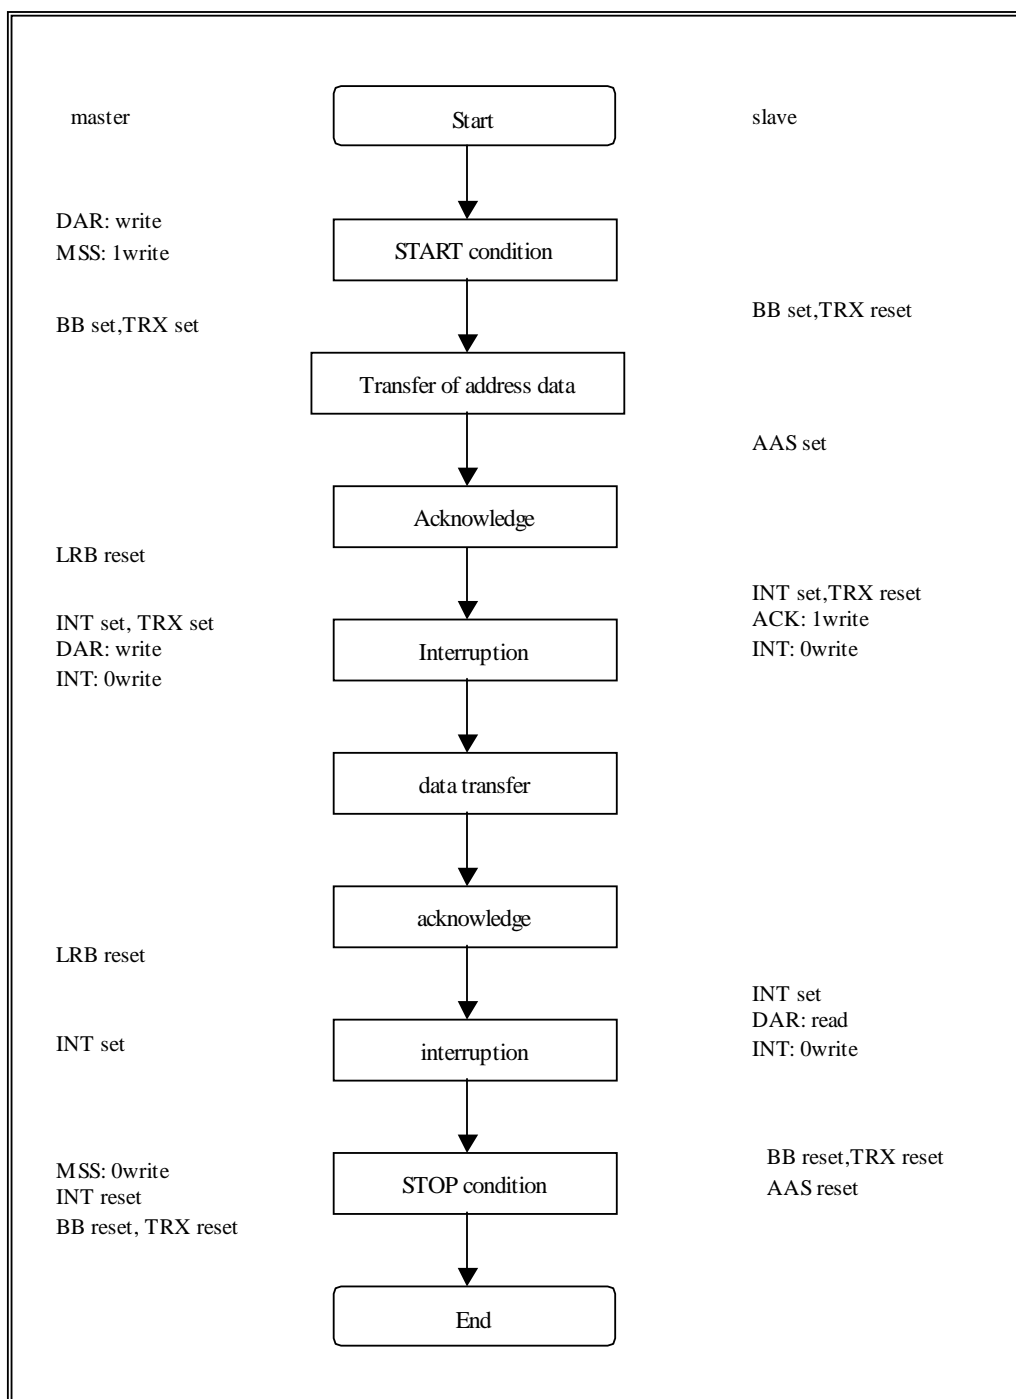 master
Start
slave
DAR: write
MSS: 1write
START condition
BB set,TRX set
BB set,TRX reset
Transfer of address data
AAS set
Acknowledge
LRB reset
INT set, TRX set
DAR: write
INT: 0write
Interruption
INT set,TRX reset
ACK: 1write
INT: 0write
data transfer
acknowledge
LRB reset
INT set
interruption
INT set
DAR: read
INT: 0write
MSS: 0write
INT reset
BB reset, TRX reset
STOP condition
BB reset,TRX reset
AAS reset
End